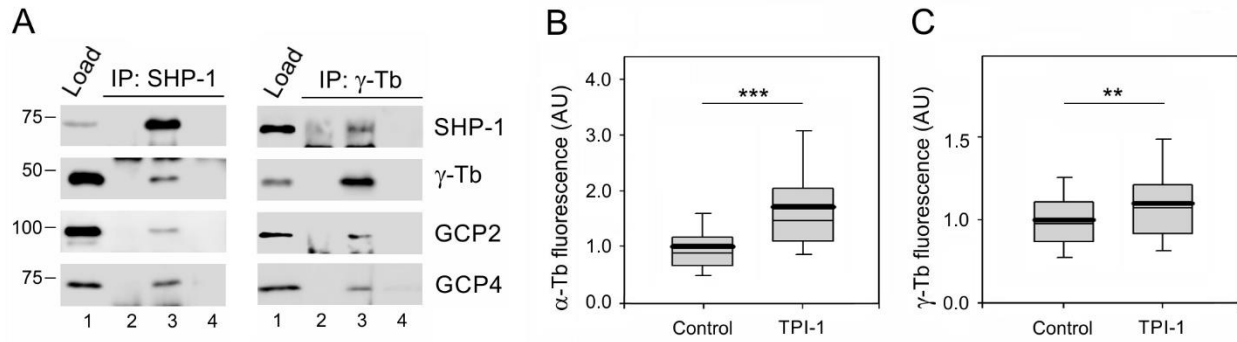 A
Load
IP: SHP-1
Load
IP: γ-Tb
75
SHP-1
50
γ-Tb
100
GCP2
75
GCP4
1 2 3 4
1 2 3 4
B
α-Tb fluorescence (AU)
4.0
3.0
2.0
1.0
0.0
***
Control TPI-1
C
γ-Tb fluorescence (AU)
1.5
1.0
0.0
**
Control TPI-1